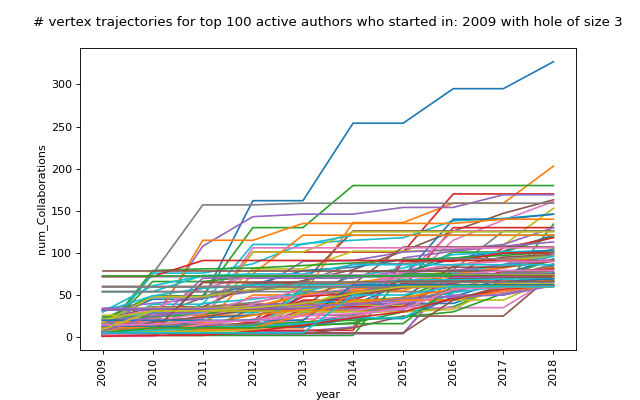 # vertex trajectories for top 100 active authors who started in: 2009 with hole of size 3
num_Collaborations
300
250
200
150
100
50
0
2009 2010 2011 2012 2013 2014 2015 2016 2017 2018
year